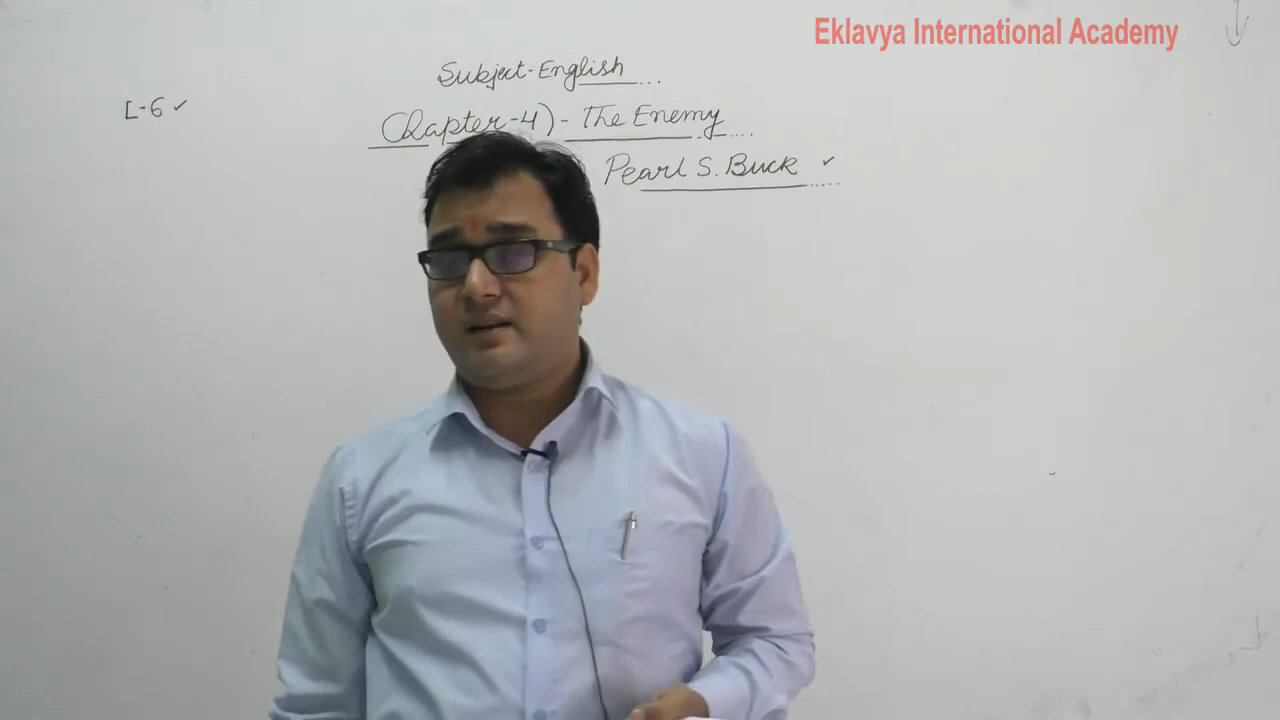 Eklavya International Academy
Subject-English
L-6 ✓
Chapter-4) - The Enemy
Pearl S. Buck ✓